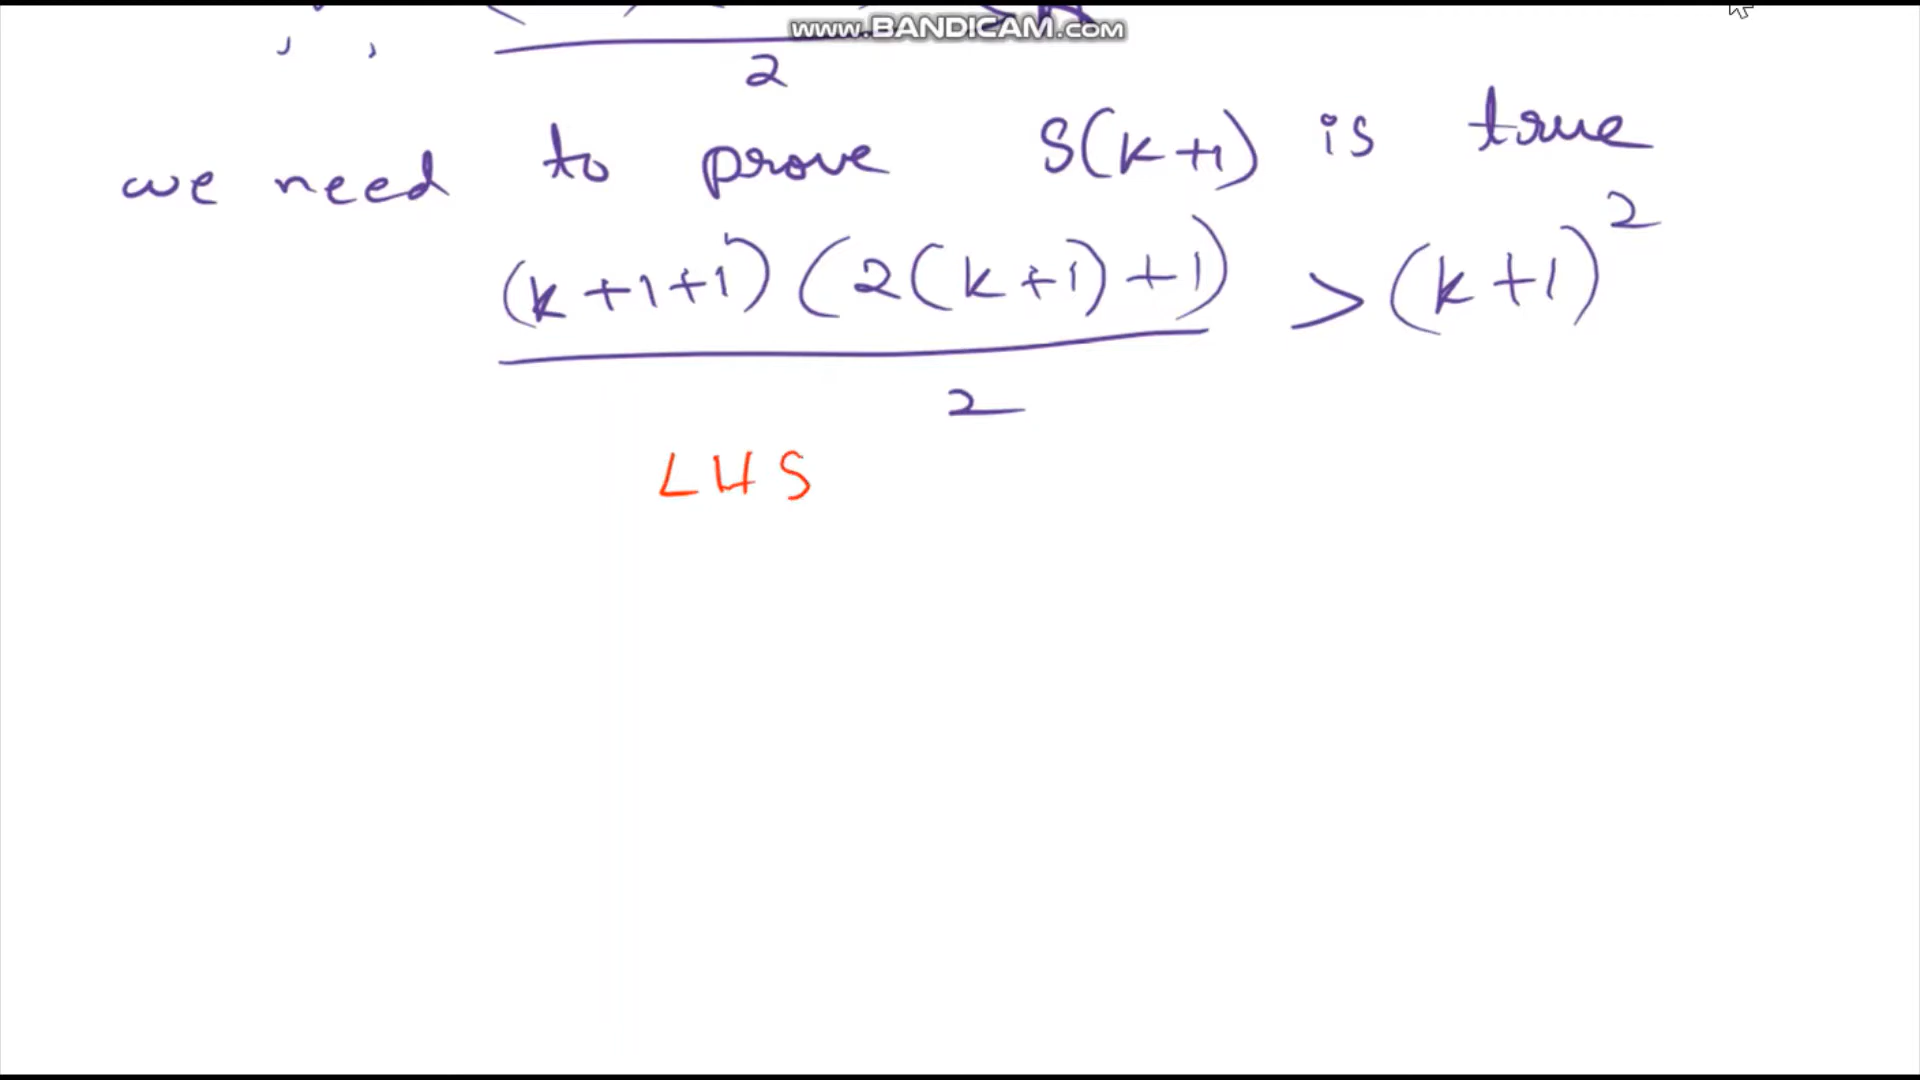 www.BANDICAM.com
2
we need to prove S(k+1) is true
(k+1+1)(2(k+1)+1) > (k+1)²
2
LHS